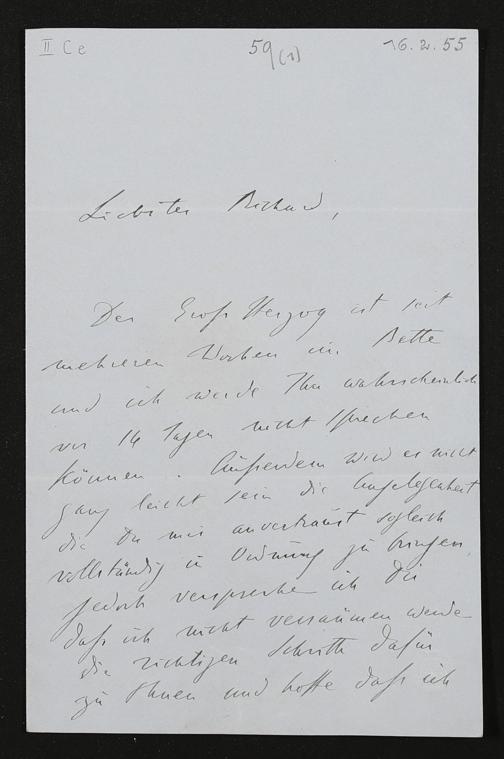 II Ce 59(1) 16.2.55
Liebster Richard,
Der Gross Herzog ist seit
mehreren Wochen im Bette
und ich werde Ihn wahrscheinlich
vor 14 Tagen nicht sprechen
können. Außerdem wird es nicht
ganz leicht sein die Angelegenheit
die Du mir anvertraust sogleich
vollständig in Ordnung zu bringen,
jedoch verspreche ich Dir
daß ich nicht versäumen werde
die richtigen Schritte dafür
zu thuen und hoffe daß ich